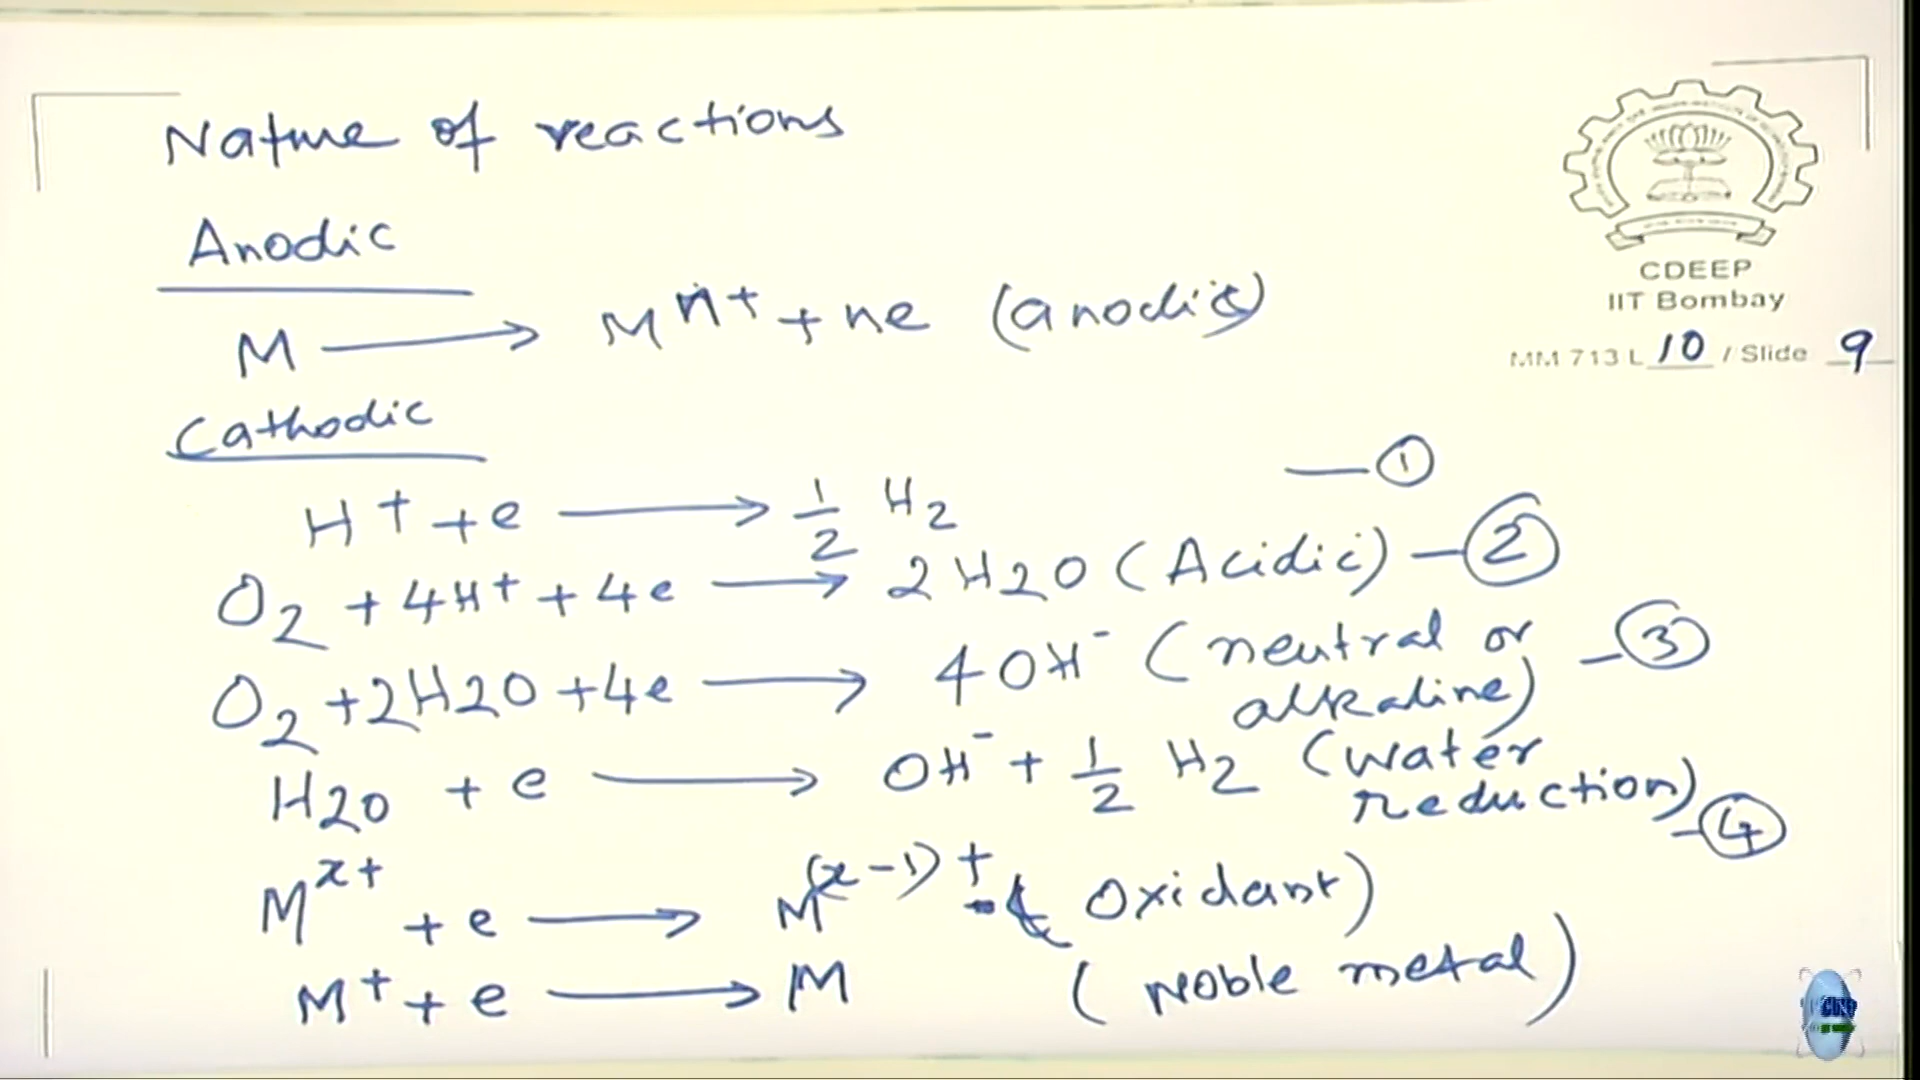 Nature of reactions
Anodic
M ⟶ M^n+ + ne (anodic)
Cathodic
H+ + e ⟶ 1/2 H2 —①
O2 + 4H+ + 4e ⟶ 2H2O (Acidic) —②
O2 + 2H2O + 4e ⟶ 4OH- (neutral or alkaline) —③
H2O + e ⟶ OH- + 1/2 H2 (water reduction) —④
M^x+ + e ⟶ M^(x-1)+ (Oxidant)
M+ + e ⟶ M (Noble metal)
CDEEP
IIT Bombay
MM 713 L 10 / Slide 9